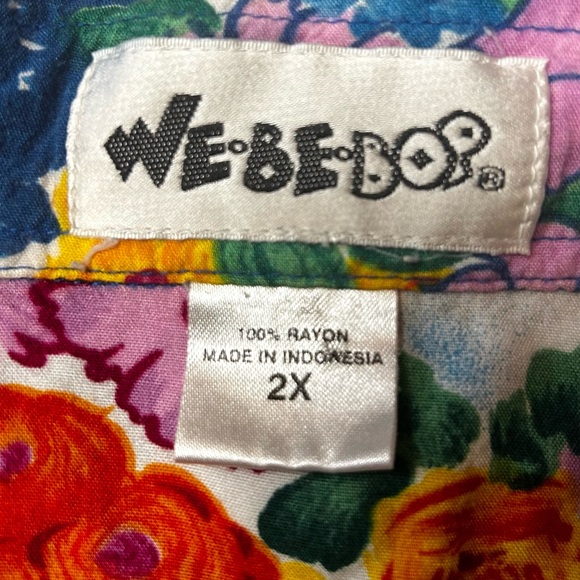 WE•BE•BOP®
100% RAYON
MADE IN INDONESIA
2X